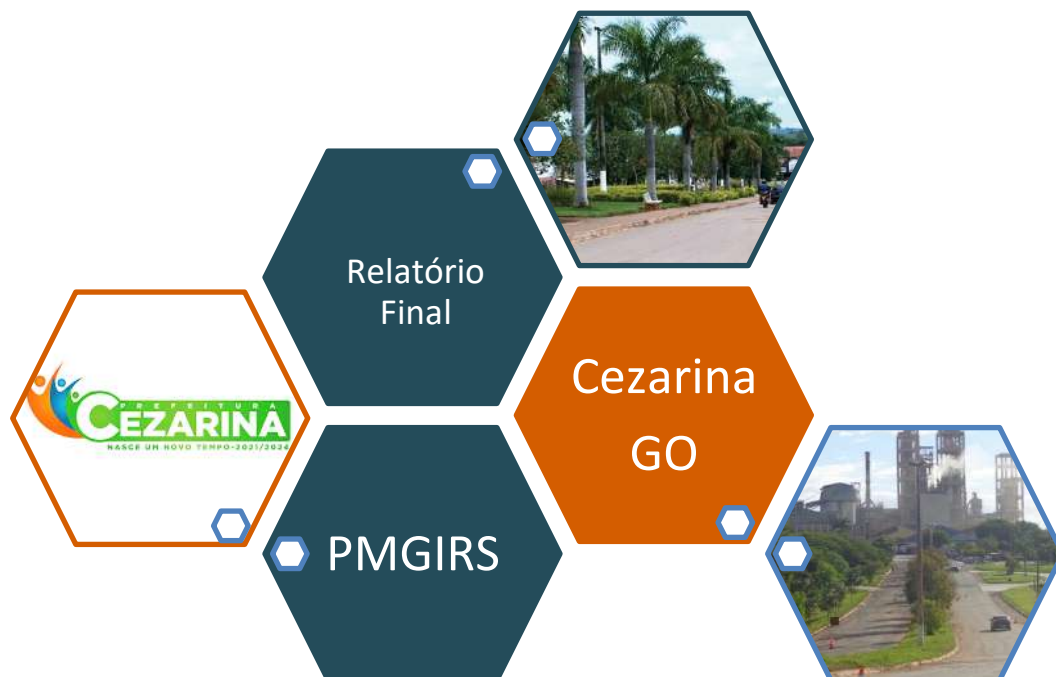 Relatório
Final
Cezarina
GO
PREFEITURA
CEZARINA
NASCE UM NOVO TEMPO-2021/2024
PMGIRS